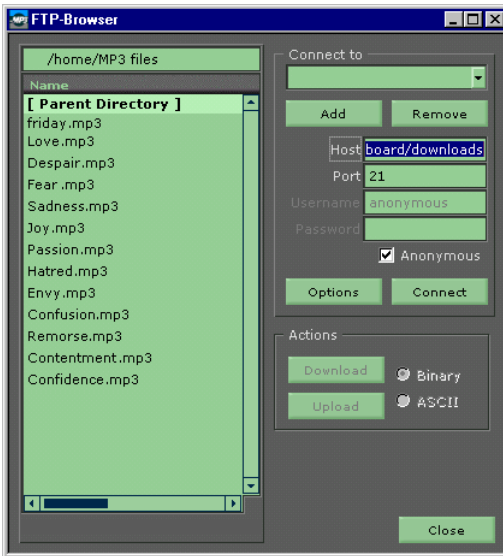 FTP-Browser
/home/MP3 files
Name
[ Parent Directory ]
friday.mp3
Love.mp3
Despair.mp3
Fear .mp3
Sadness.mp3
Joy.mp3
Passion.mp3
Hatred.mp3
Envy.mp3
Confusion.mp3
Remorse.mp3
Contentment.mp3
Confidence.mp3
Connect to
Add Remove
Host board/downloads
Port 21
Username anonymous
Password
Anonymous
Options Connect
Actions
Download
Binary
Upload
ASCII
Close